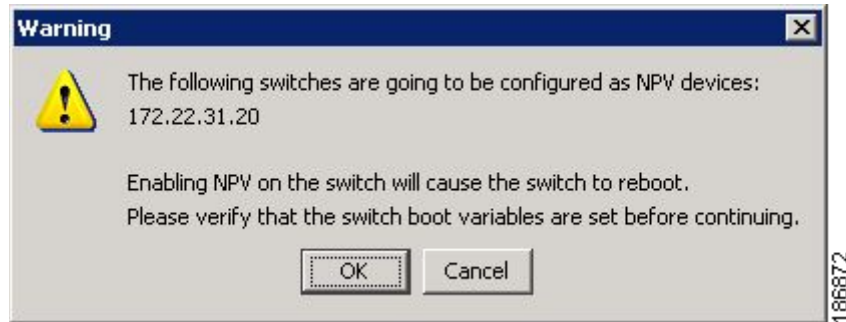 Warning
The following switches are going to be configured as NPV devices:
172.22.31.20
Enabling NPV on the switch will cause the switch to reboot.
Please verify that the switch boot variables are set before continuing.
OK
Cancel
186872